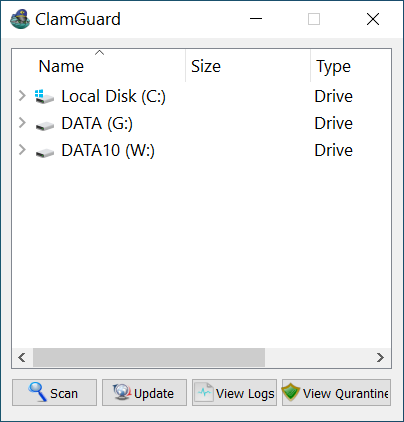 ClamGuard
Name Size Type
Local Disk (C:) Drive
DATA (G:) Drive
DATA10 (W:) Drive
Scan Update View Logs View Qurantine